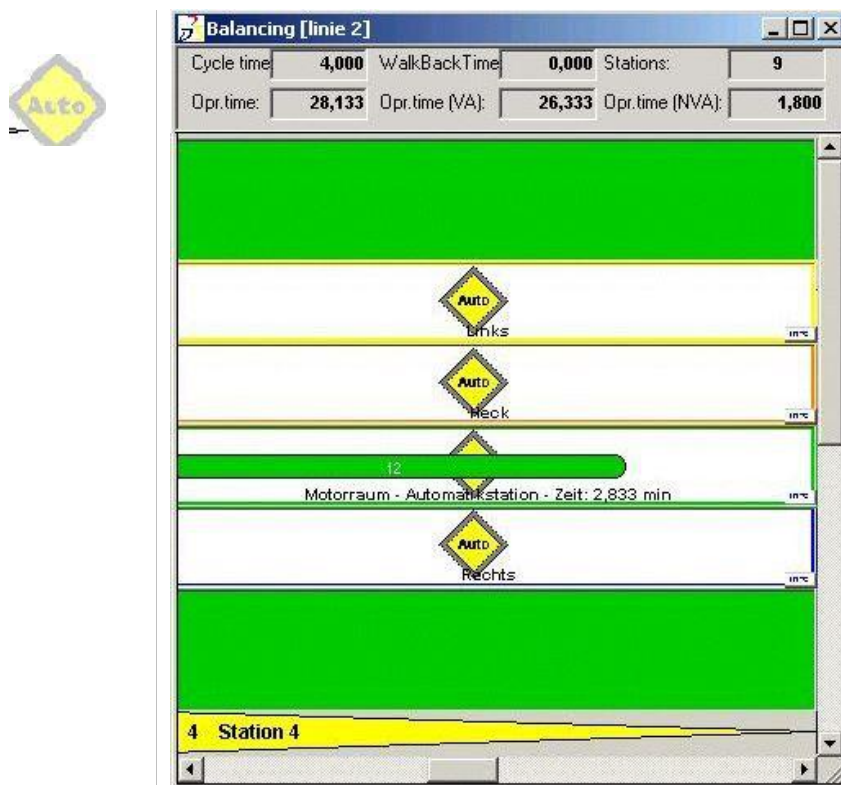 Auto
Balancing [linie 2]
Cycle time 4,000 WalkBackTime 0,000 Stations: 9
Opr.time: 28,133 Opr.time (VA): 26,333 Opr.time (NVA): 1,800
Auto
Links
Auto
Heck
12
Motorraum - Automatikstation - Zeit: 2,833 min
Auto
Rechts
4 Station 4